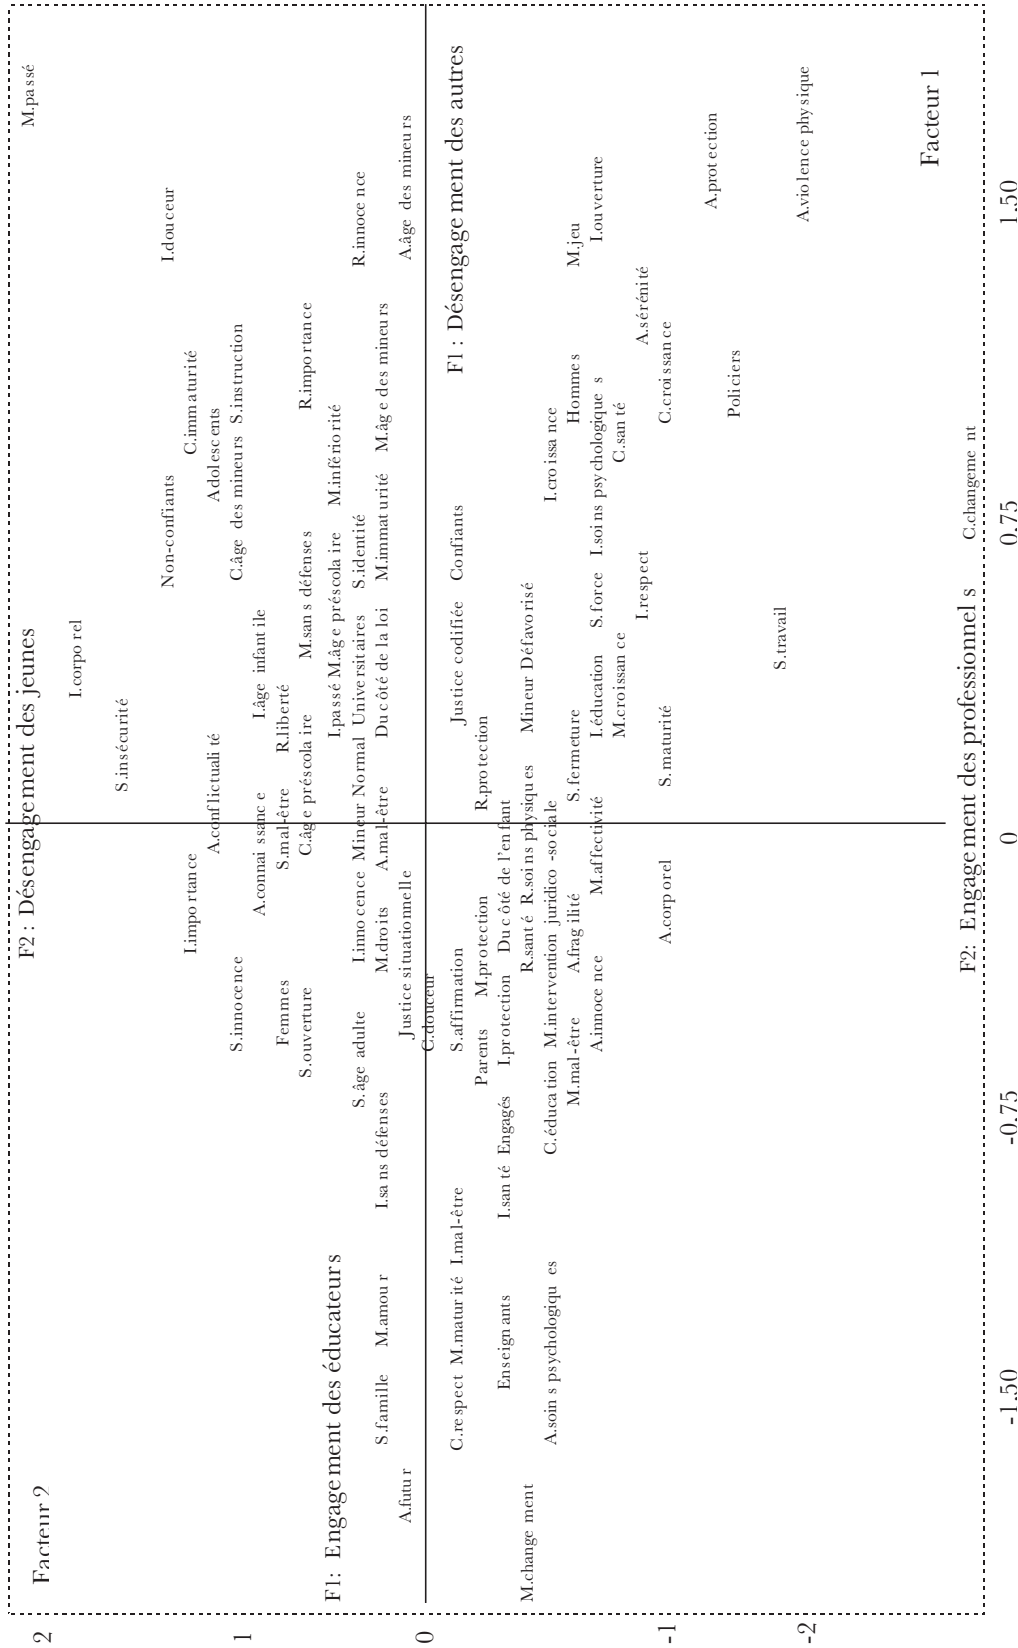 2
Facteur 2
F2 : Désengagement des jeunes
M.passé
I.corporel
S.insécurité
I.douceur
Non-confiants
I.importance
C.immaturité
A.conflictualité
Adolescents
1
S.innocence
C.âge des mineurs S.instruction
A.connaissance
I.âge infantile
Femmes
S.mal-être
R.liberté
S.ouverture
C.âge préscolaire
M.sans défenses
R.importance
F1: Engagement des éducateurs
I.passé M.âge préscolaire
M.infériorité
S.âge adulte
I.innocence Mineur Normal Universitaires S.identité
R.innocence
S.famille
M.amour
I.sans défenses
M.droits
A.mal-être
Du côté de la loi
M.immaturité
M.âge des mineurs
A.futur
Justice situationnelle
A.âge des mineurs
0
C.douceur
C.respect M.maturité I.mal-être
S.affirmation
Justice codifiée
Confiants
F1 : Désengagement des autres
Parents
M.protection
R.protection
Enseignants
I.santé Engagés
I.protection
Du côté de l'enfant
M.changement
R.santé R.soins physiques
Mineur Défavorisé
A.soins psychologiques
C.éducation M.intervention juridico-sociale
I.croissance
M.mal-être
A.fragilité
S.fermeture
Hommes
M.jeu
A.innocence
M.affectivité
I.éducation
S.force
I.soins psychologiques
I.ouverture
M.croissance
C.santé
I.respect
A.sérénité
-1
A.corporel
S.maturité
C.croissance
A.protection
Policiers
S.travail
-2
A.violence physique
Facteur 1
F2: Engagement des professionnels
C.changement
-1,50
-0,75
0
0,75
1,50